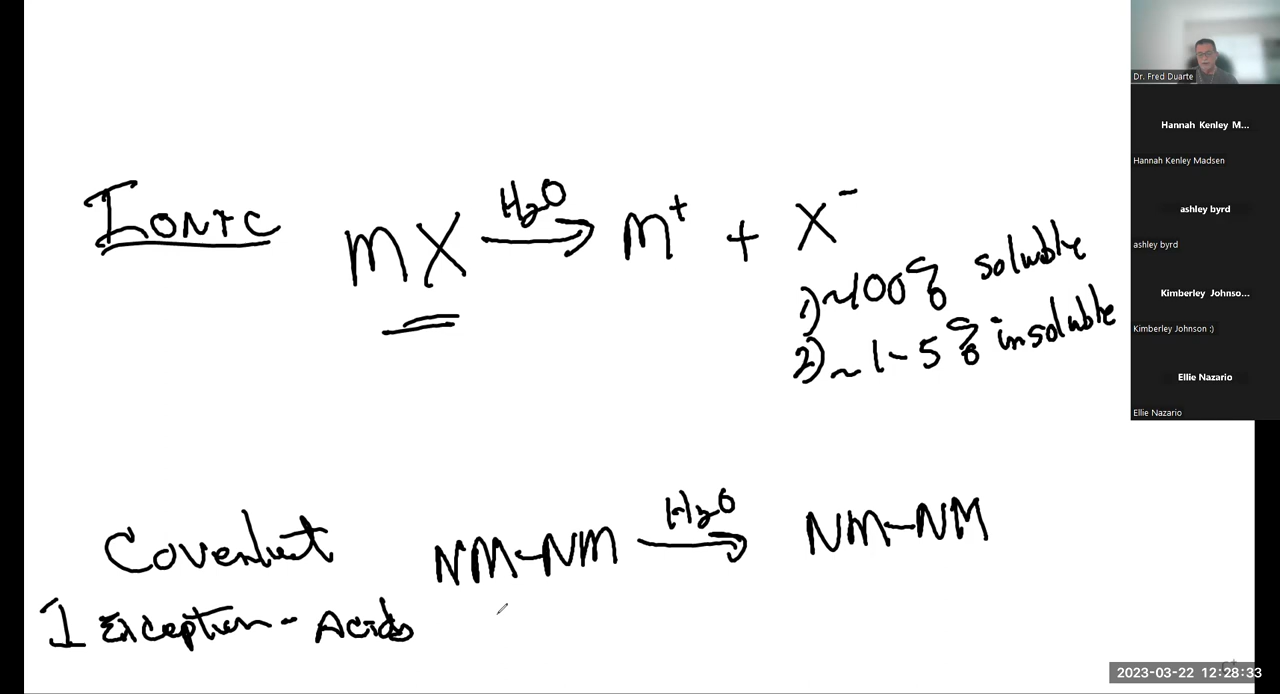 Dr. Fred Duarte
Hannah Kenley M...
Hannah Kenley Madsen
ashley byrd
ashley byrd
Kimberley Johnso...
Kimberley Johnson :)
Ellie Nazario
Ellie Nazario
Ionic MX H₂O → M⁺ + X⁻
1) ~100% soluble
2) ~1-5% insoluble
Covenlent NM-NM H₂O → NM-NM
1 Exception - Acids
2023-03-22 12:28:33